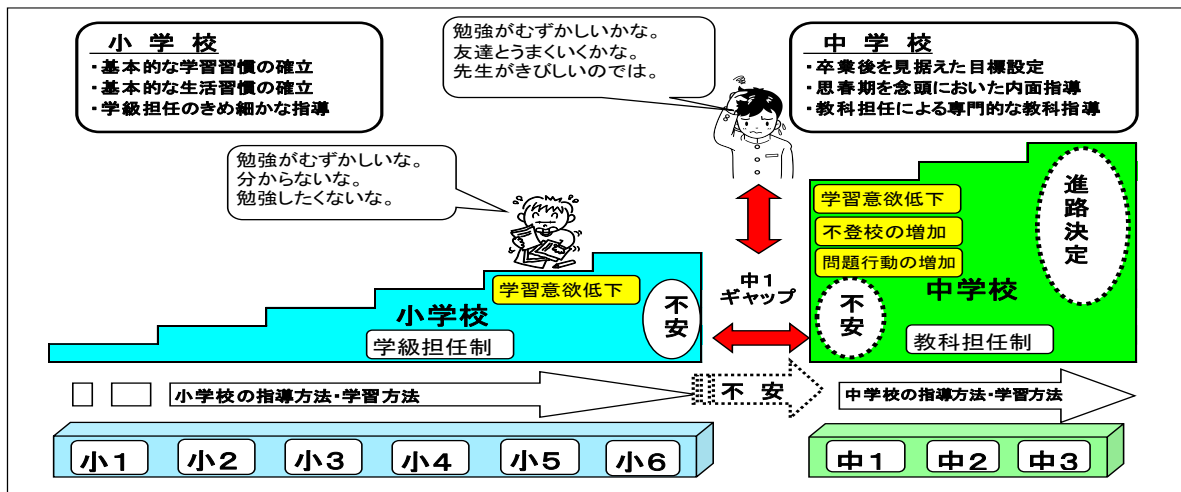 小学校
・基本的な学習習慣の確立
・基本的な生活習慣の確立
・学級担任のきめ細かな指導
勉強がむずかしいかな。
友達とうまくいくかな。
先生がきびしいのでは。
中学校
・卒業後を見据えた目標設定
・思春期を念頭においた内面指導
・教科担任による専門的な教科指導
勉強がむずかしいな。
分からないな。
勉強したくないな。
学習意欲低下
小学校
学級担任制
不安
中1
ギャップ
学習意欲低下
不登校の増加
問題行動の増加
中学校
不安
教科担任制
進路決定
小学校の指導方法・学習方法
不安
中学校の指導方法・学習方法
小1
小2
小3
小4
小5
小6
中1
中2
中3